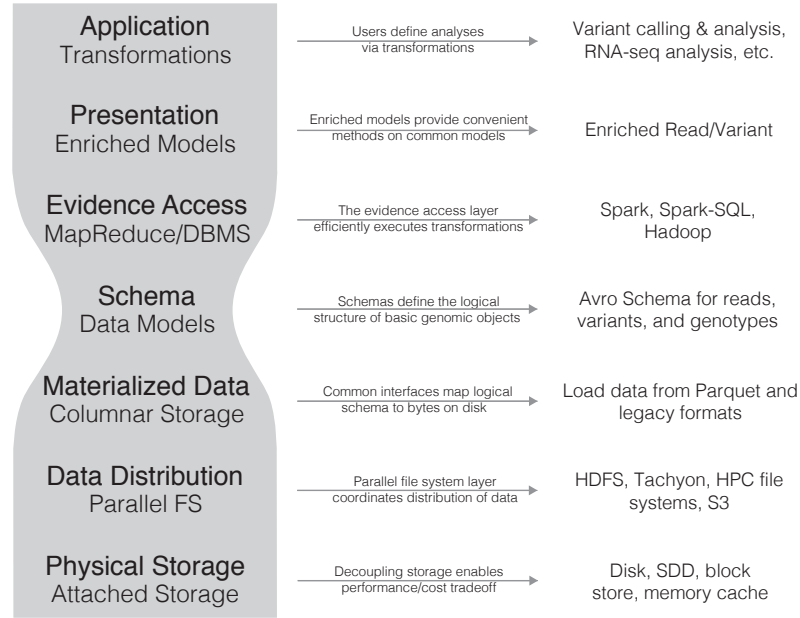 Application
Transformations
Users define analyses
via transformations
Variant calling & analysis,
RNA-seq analysis, etc.
Presentation
Enriched Models
Enriched models provide convenient
methods on common models
Enriched Read/Variant
Evidence Access
MapReduce/DBMS
The evidence access layer
efficiently executes transformations
Spark, Spark-SQL,
Hadoop
Schema
Data Models
Schemas define the logical
structure of basic genomic objects
Avro Schema for reads,
variants, and genotypes
Materialized Data
Columnar Storage
Common interfaces map logical
schema to bytes on disk
Load data from Parquet and
legacy formats
Data Distribution
Parallel FS
Parallel file system layer
coordinates distribution of data
HDFS, Tachyon, HPC file
systems, S3
Physical Storage
Attached Storage
Decoupling storage enables
performance/cost tradeoff
Disk, SDD, block
store, memory cache